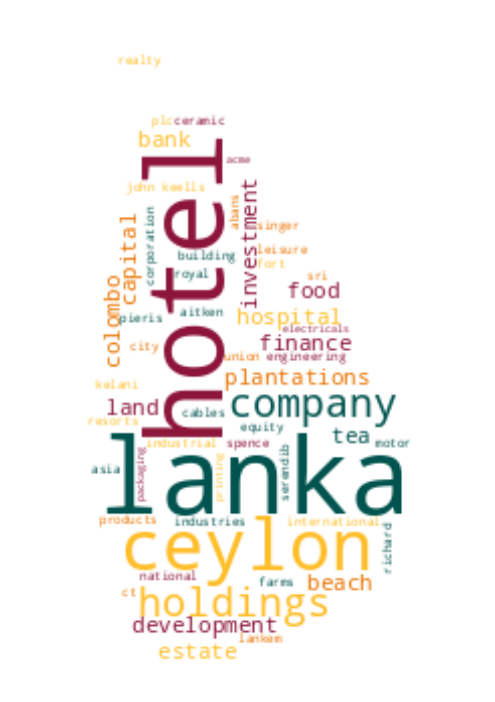 realty
plc
ceramic
bank
acme
hotel
john keells
investment
abans
corporation
capital
singer
building
leisure
royal
fort
sri
colombo
food
pieris
aitken
hospital
electricals
city
finance
union
engineering
plantations
kelani
land
cables
company
resorts
equity
tea
industrial
spence
motor
lanka
asia
packaging
printing
serendib
products
industries
international
ceylon
richard
national
farms
beach
ct
holdings
development
lankem
estate